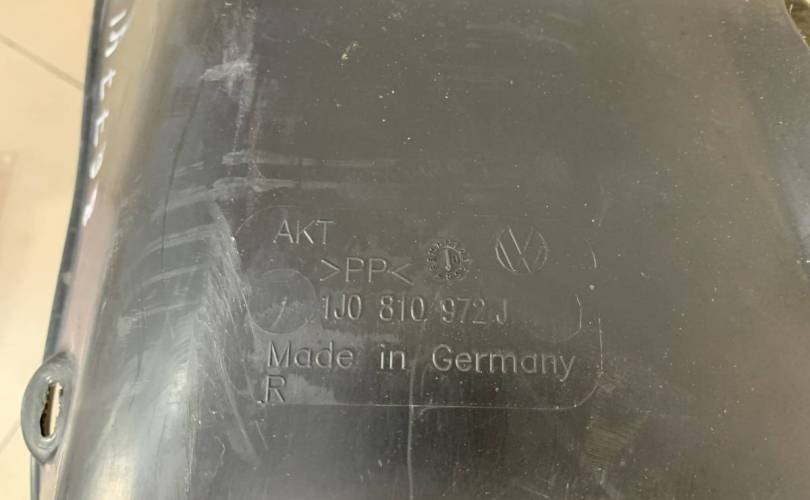 AKT
>PP<
1J0 810 972 J
Made in Germany
R